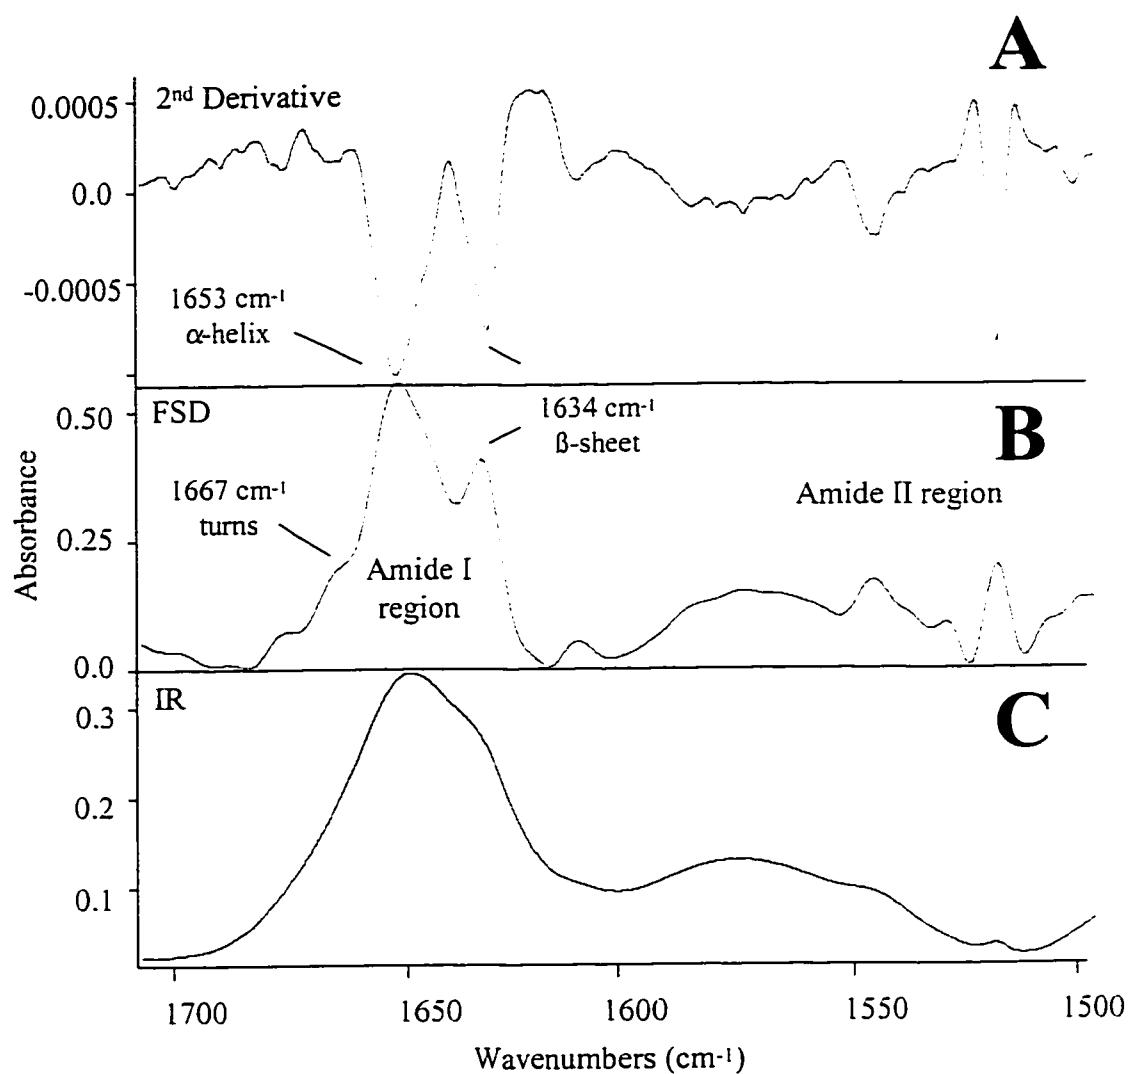 A
2nd Derivative
0.0005
0.0
-0.0005
1653 cm-1
α-helix
FSD
B
0.50
1634 cm-1
ß-sheet
1667 cm-1
turns
Amide II region
0.25
Amide I
region
Absorbance
0.0
IR
C
0.3
0.2
0.1
1700
1650
1600
1550
1500
Wavenumbers (cm-1)